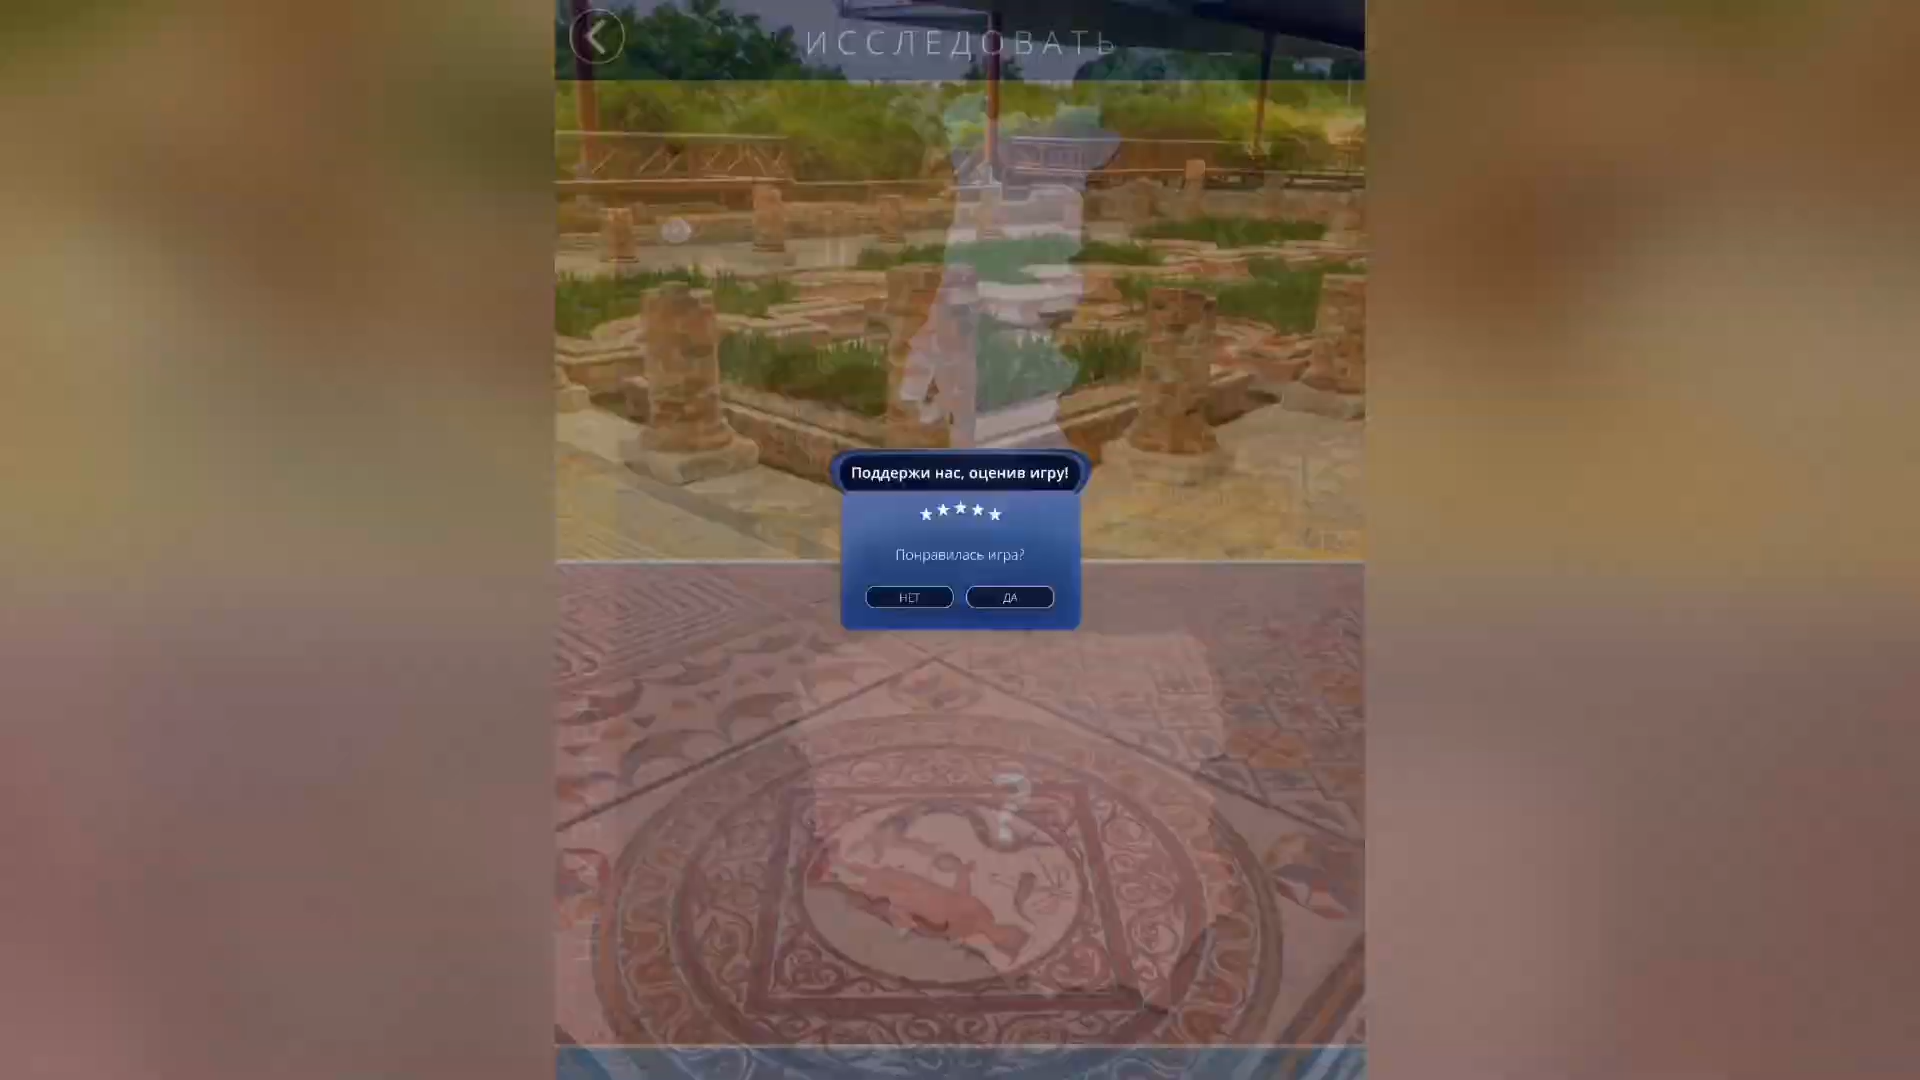 ИССЛЕДОВАТЬ
Поддержи нас, оценив игру!
Понравилась игра?
НЕТ
ДА
?